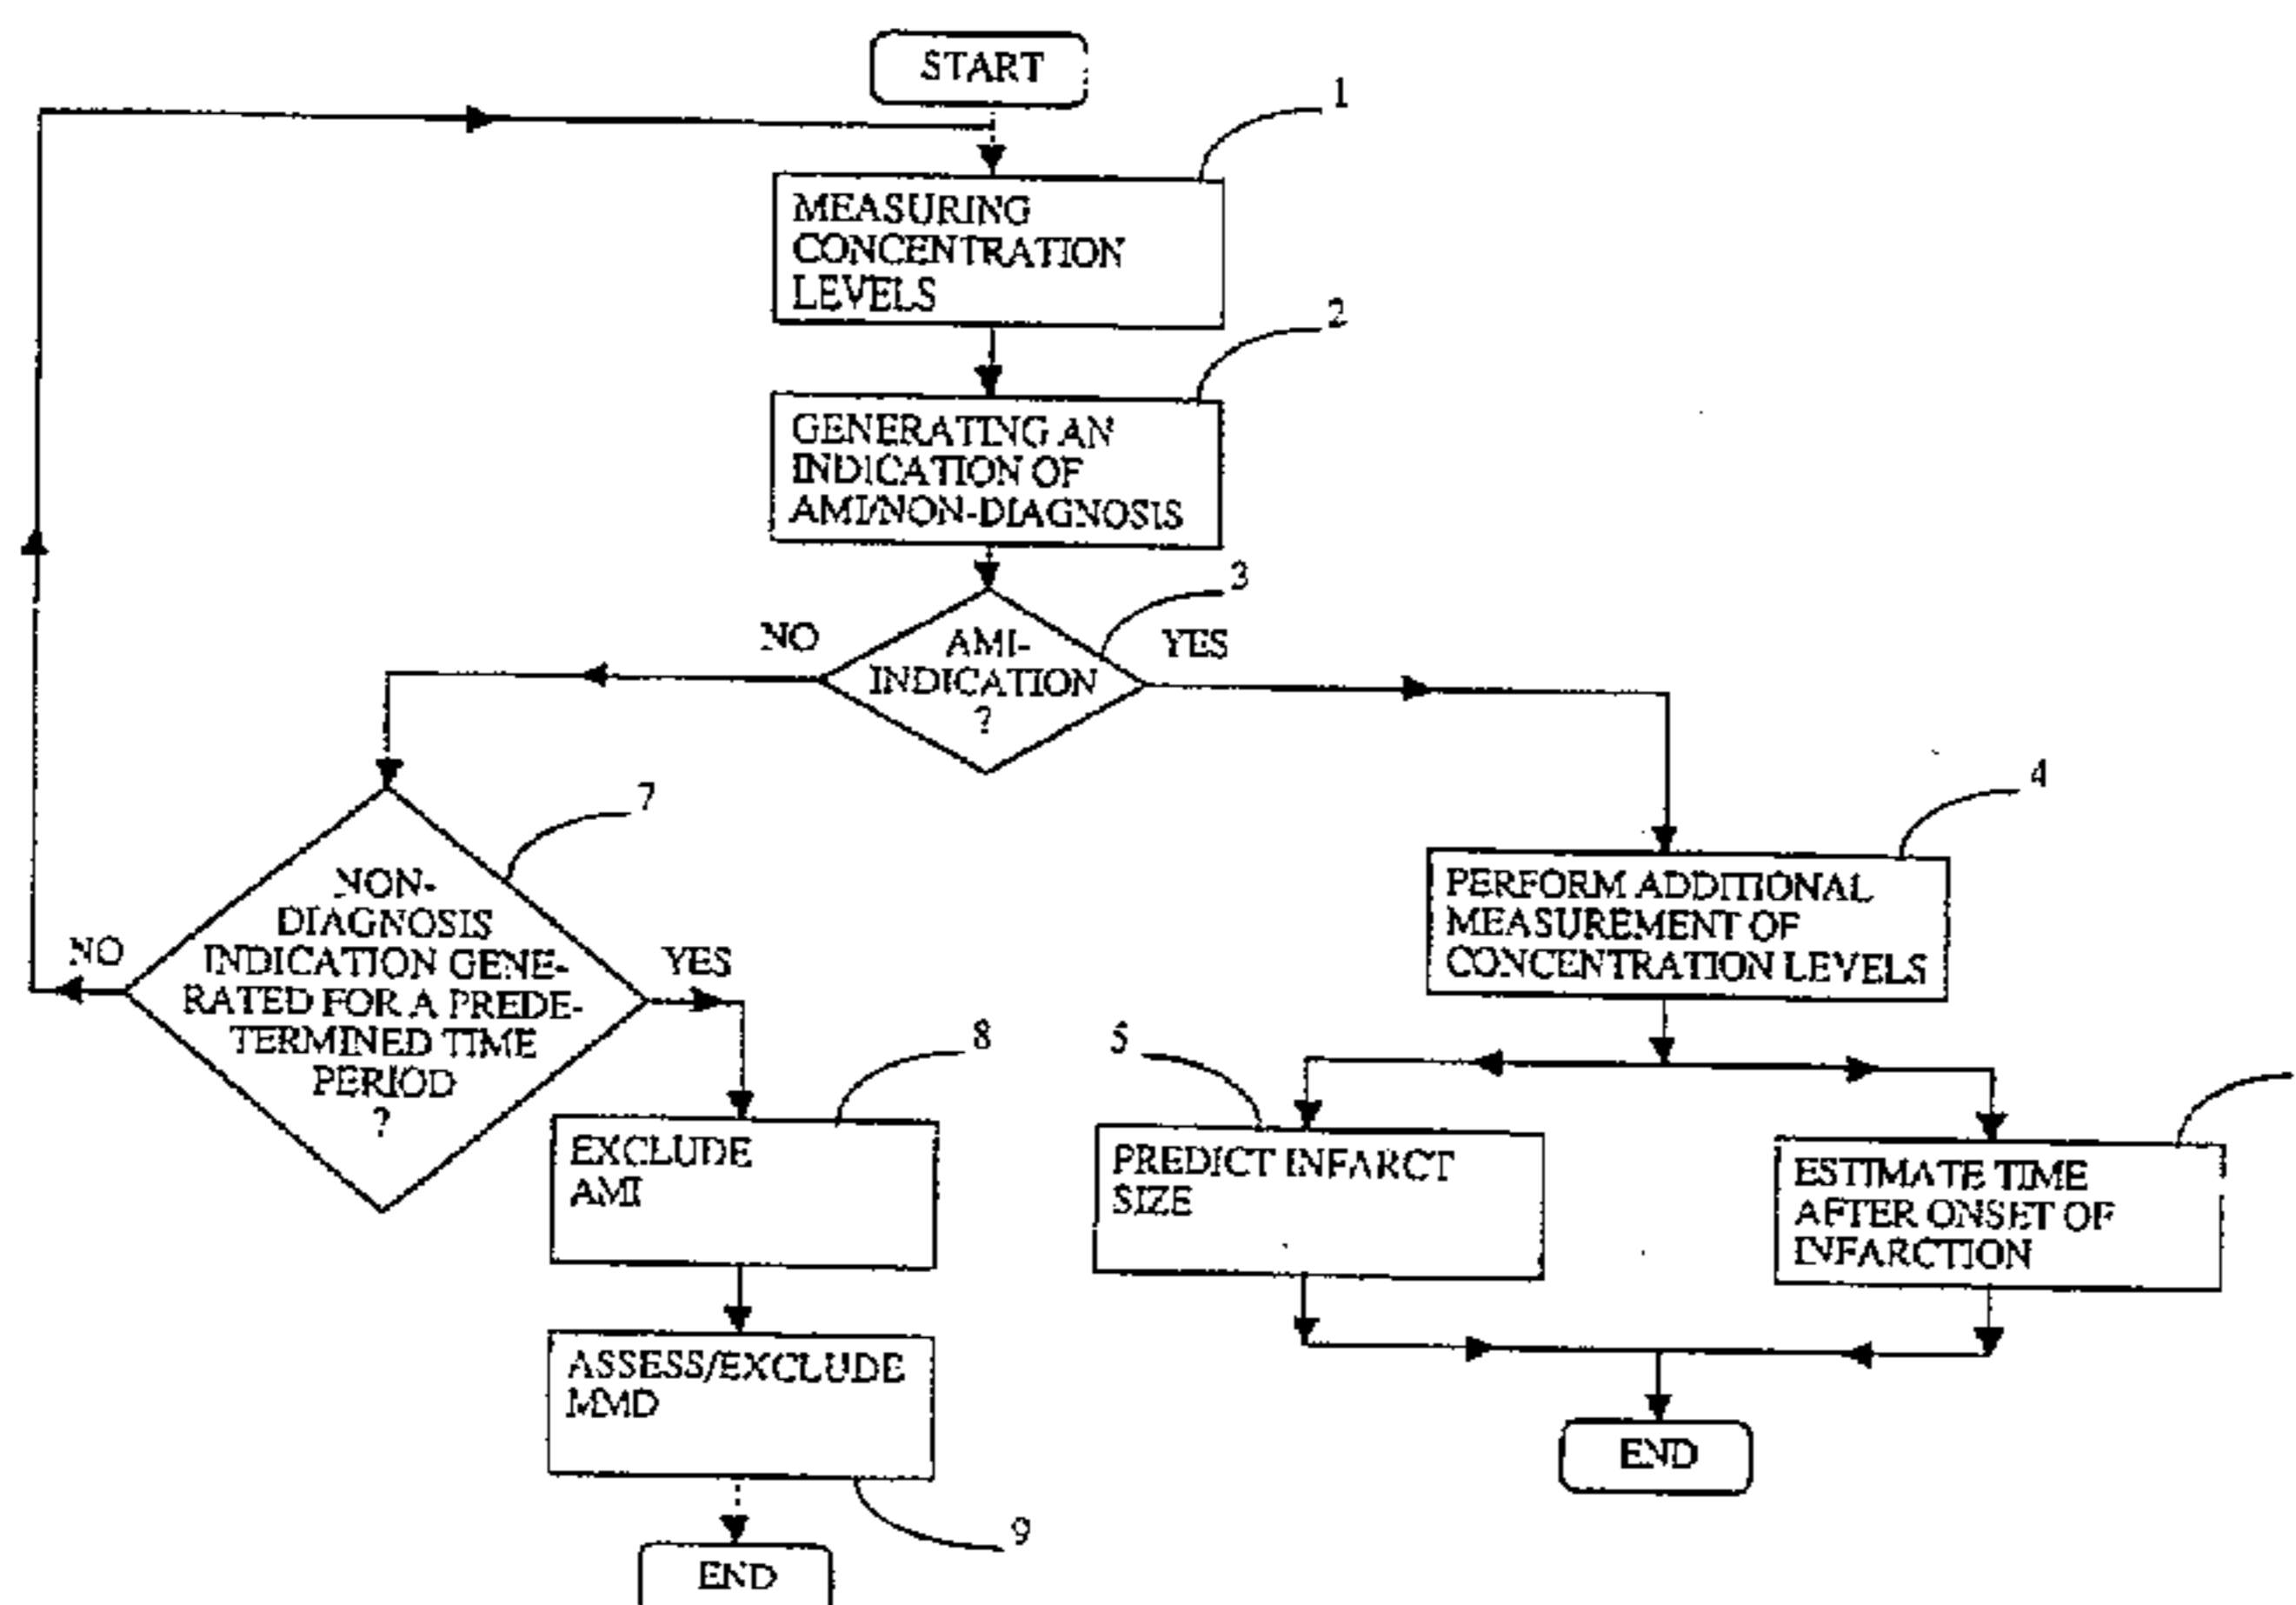 START
1
MEASURING
CONCENTRATION
LEVELS
2
GENERATING AN
INDICATION OF
AMI/NON-DIAGNOSIS
3
NO
AMI-
INDICATION
?
YES
7
NON-
DIAGNOSIS
INDICATION GENE-
RATED FOR A PREDE-
TERMINED TIME
PERIOD
?
NO
YES
4
PERFORM ADDITIONAL
MEASUREMENT OF
CONCENTRATION LEVELS
8
EXCLUDE
AMI
5
PREDICT INFARCT
SIZE
ESTIMATE TIME
AFTER ONSET OF
INFARCTION
ASSESS/EXCLUDE
MMD
9
END
END